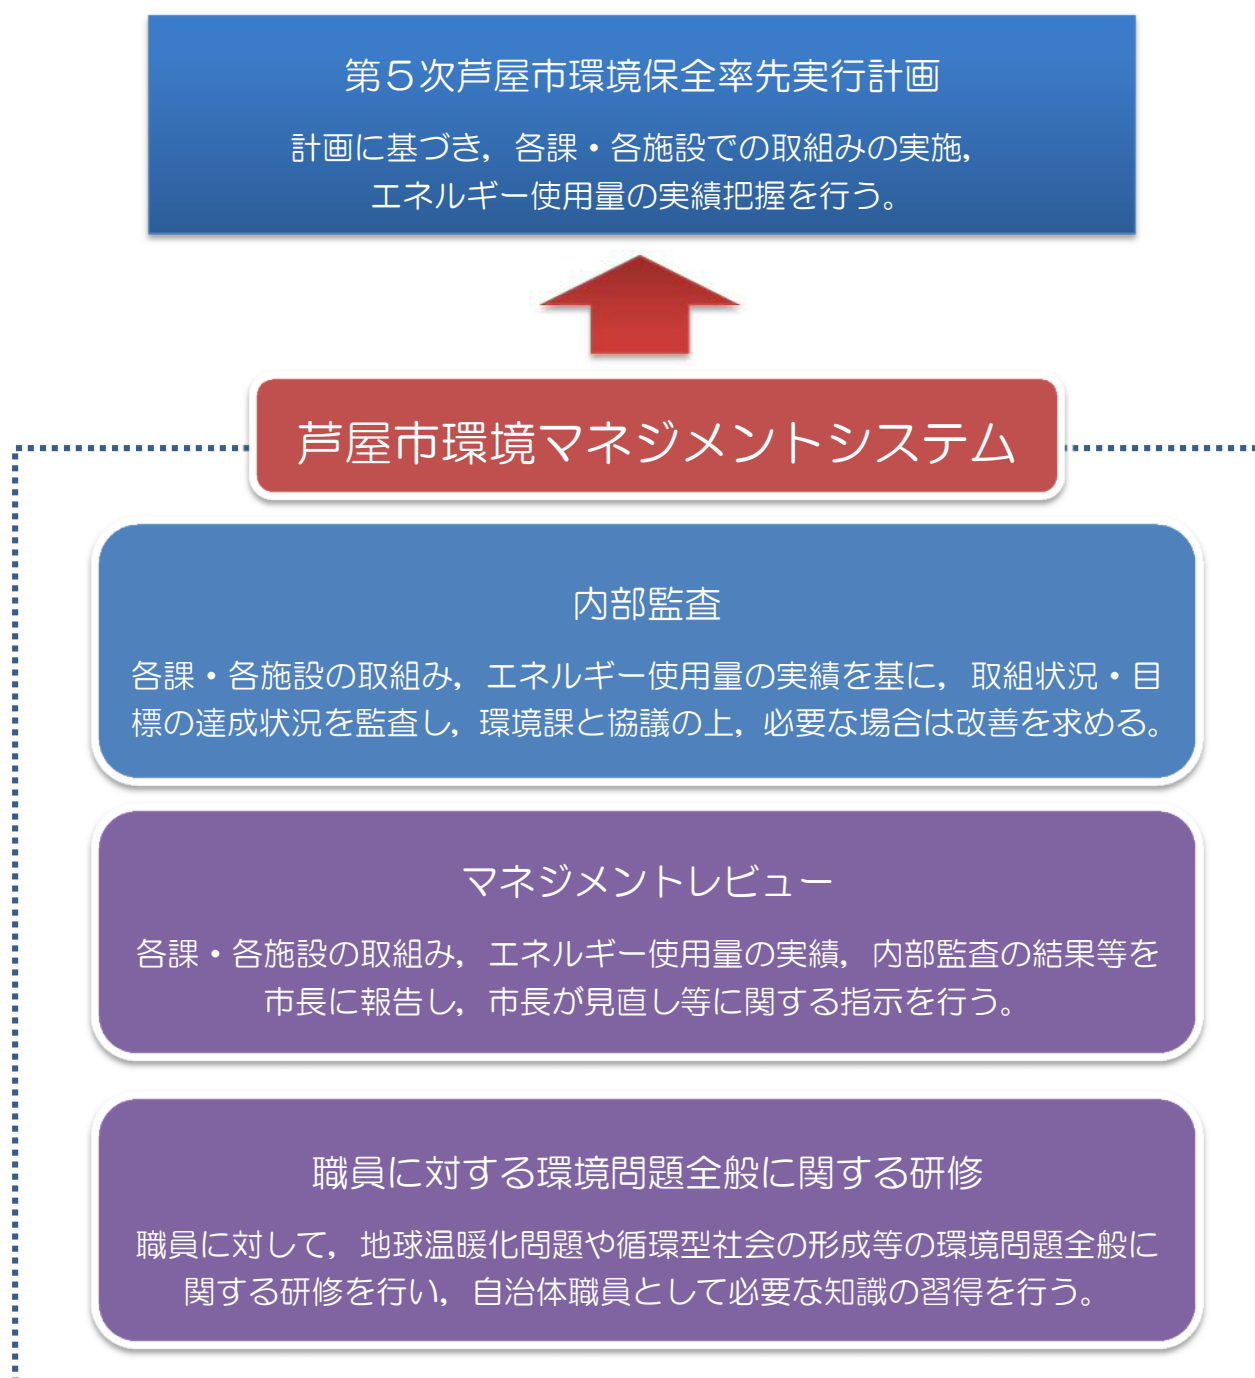 第５次芦屋市環境保全率先実行計画
計画に基づき，各課・各施設での取組みの実施，
エネルギー使用量の実績把握を行う。
芦屋市環境マネジメントシステム
内部監査
各課・各施設の取組み，エネルギー使用量の実績を基に，取組状況・目
標の達成状況を監査し，環境課と協議の上，必要な場合は改善を求める。
マネジメントレビュー
各課・各施設の取組み，エネルギー使用量の実績，内部監査の結果等を
市長に報告し，市長が見直し等に関する指示を行う。
職員に対する環境問題全般に関する研修
職員に対して，地球温暖化問題や循環型社会の形成等の環境問題全般に
関する研修を行い，自治体職員として必要な知識の習得を行う。